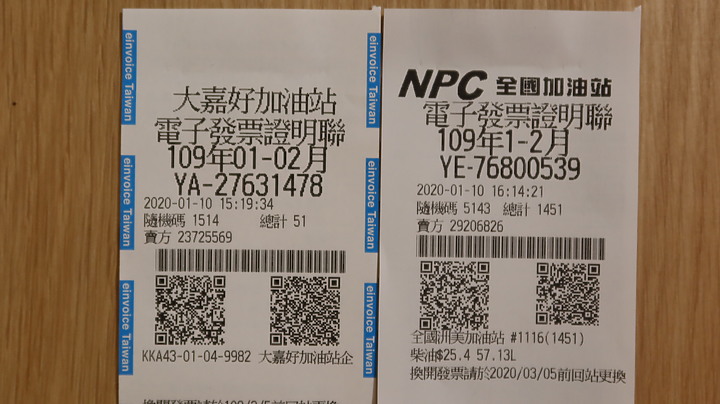 einvoice Taiwan
einvoice Taiwan
einvoice Taiwan
einvoice Taiwan
einvoice Taiwan
einvoice Taiwan
大嘉好加油站
電子發票證明聯
109年01-02月
YA-27631478
2020-01-10 15:19:34
隨機碼 1514 總計 51
賣方 23725569
KKA43-01-04-9982 大嘉好加油站企
NPC 全國加油站
電子發票證明聯
109年1-2月
YE-76800539
2020-01-10 16:14:21
隨機碼 5143 總計 1451
賣方 29206826
全國洲美加油站 #1116(1451)
柴油$25.4 57.13L
換開發票請於2020/03/05前回站更換